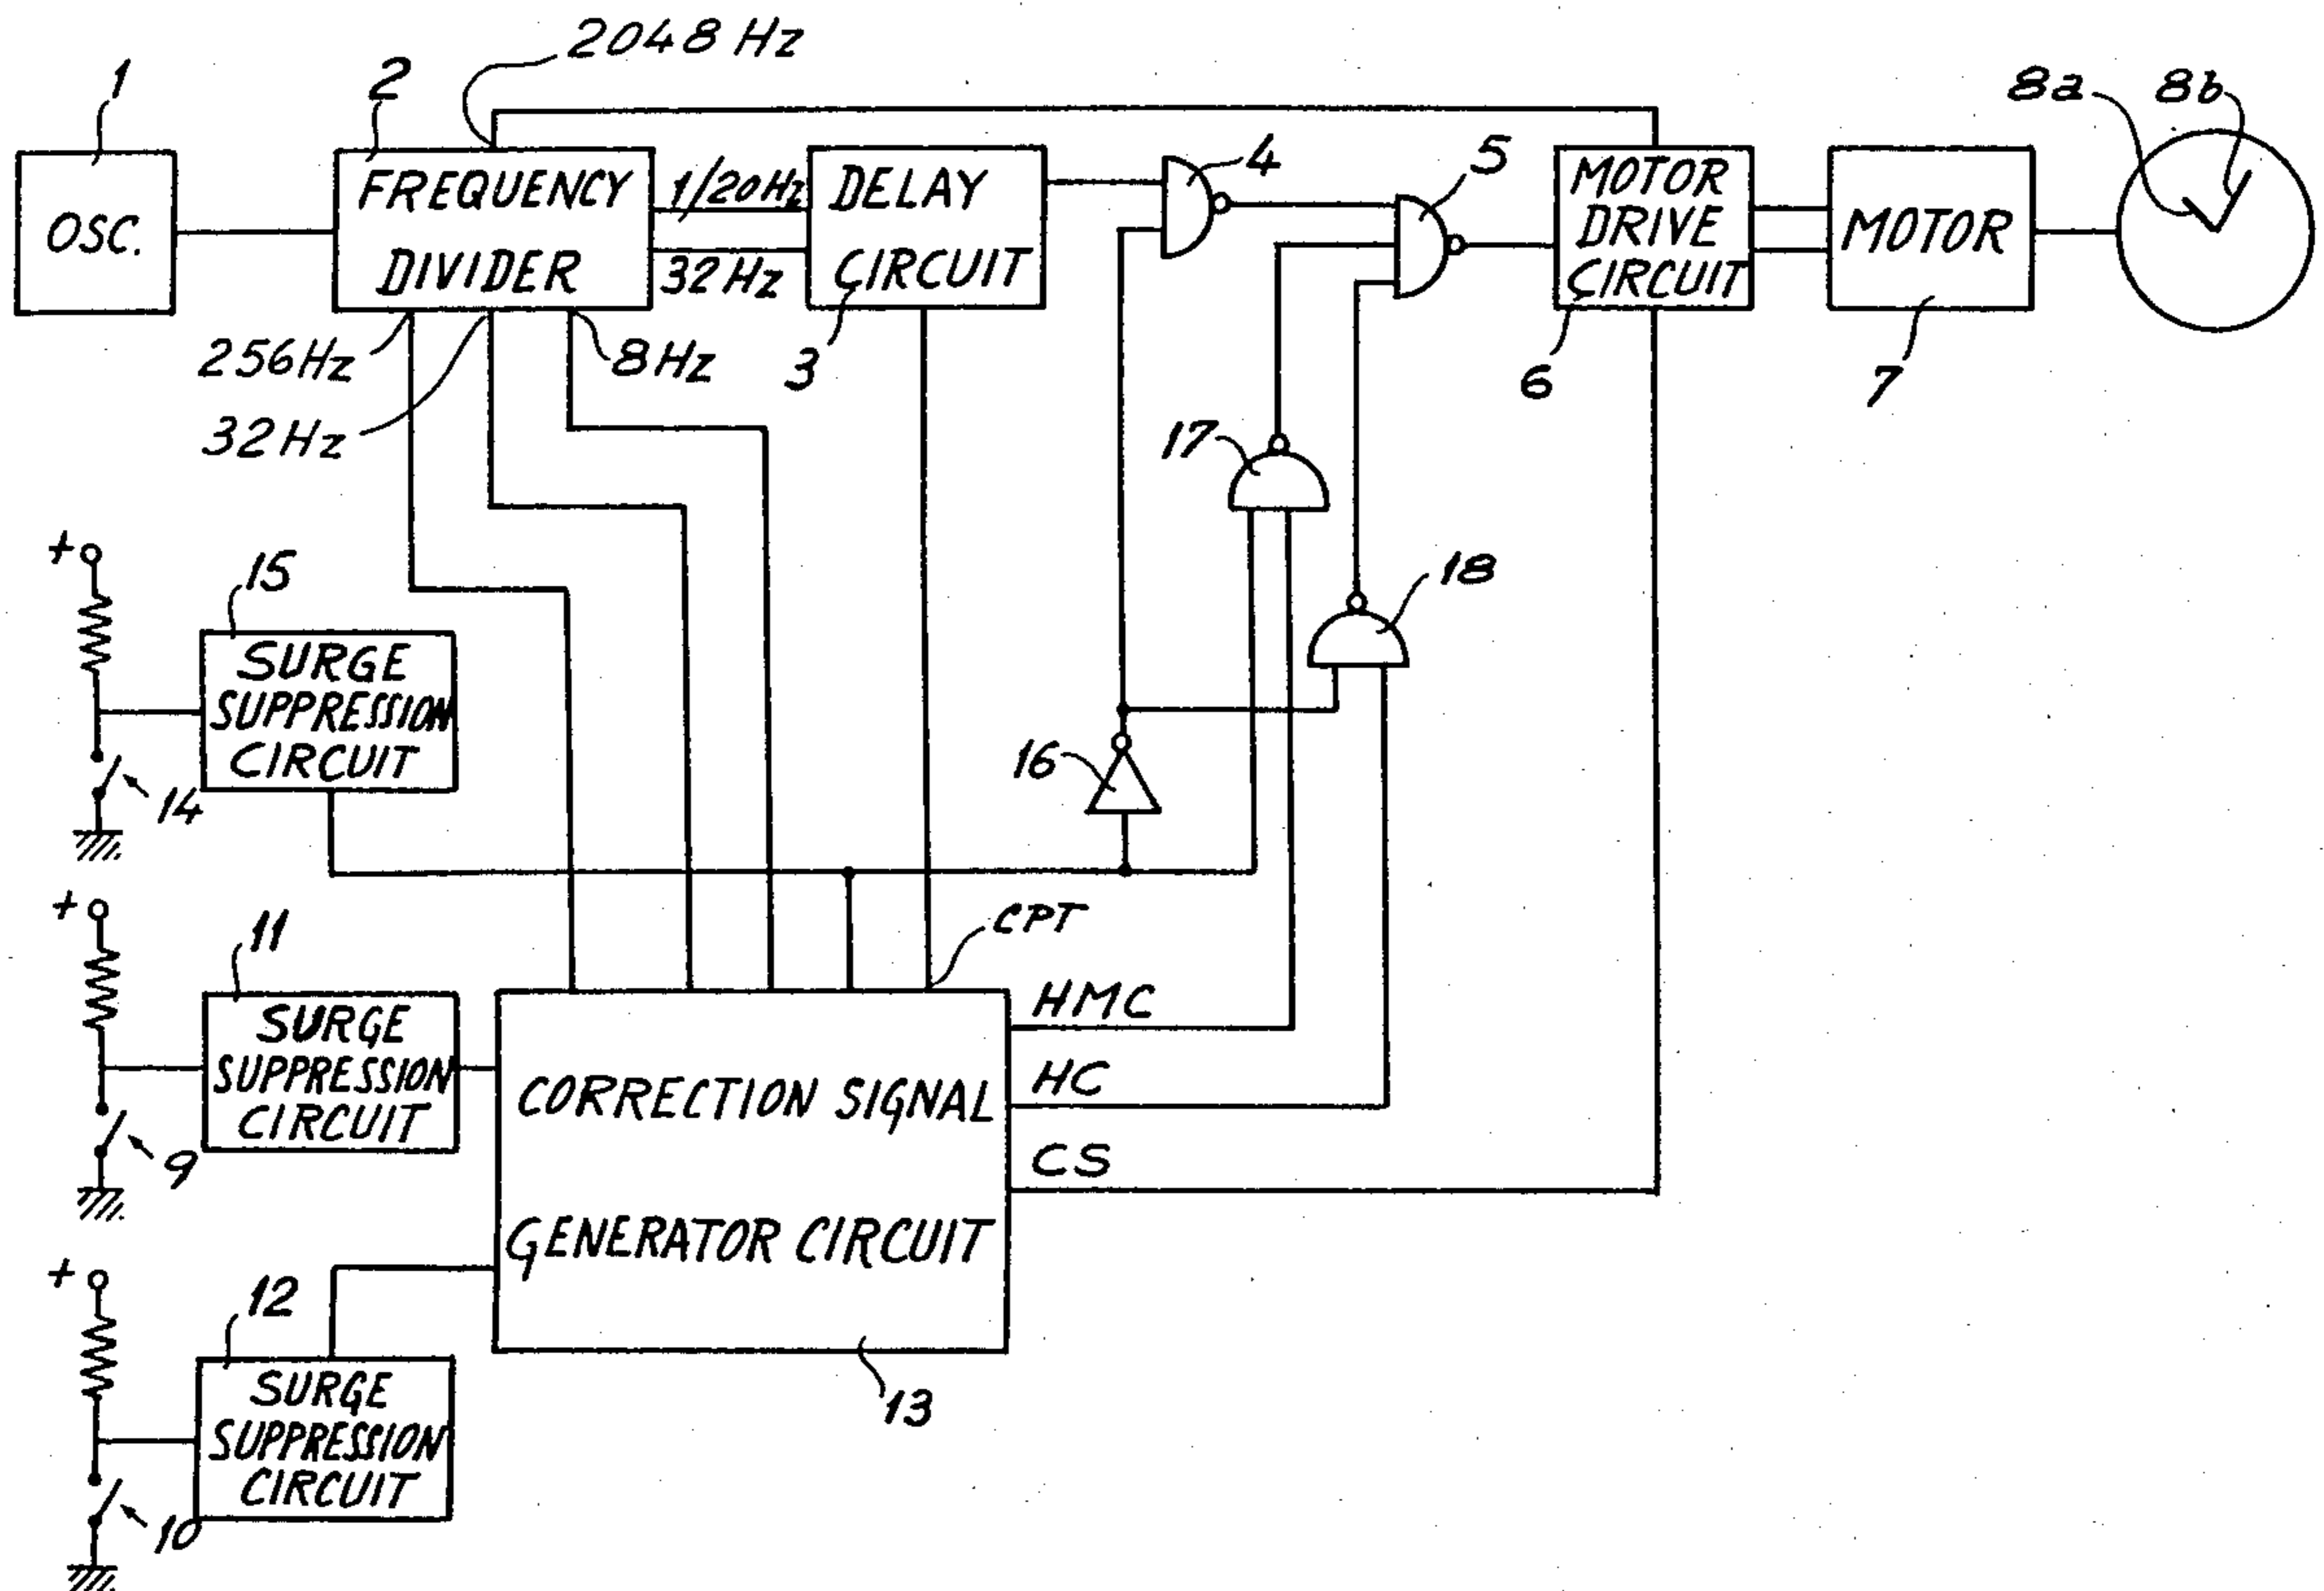 2048 Hz
1
2
4
5
8a
8b
OSC.
FREQUENCY
DIVIDER
1/20Hz
32Hz
DELAY
CIRCUIT
3
MOTOR
DRIVE
CIRCUIT
6
MOTOR
7
256Hz
32Hz
8Hz
17
18
+
15
SURGE
SUPPRESSION
CIRCUIT
14
16
+
11
SURGE
SUPPRESSION
CIRCUIT
9
CPT
HMC
HC
CS
CORRECTION SIGNAL
GENERATOR CIRCUIT
13
+
12
SURGE
SUPPRESSION
CIRCUIT
10